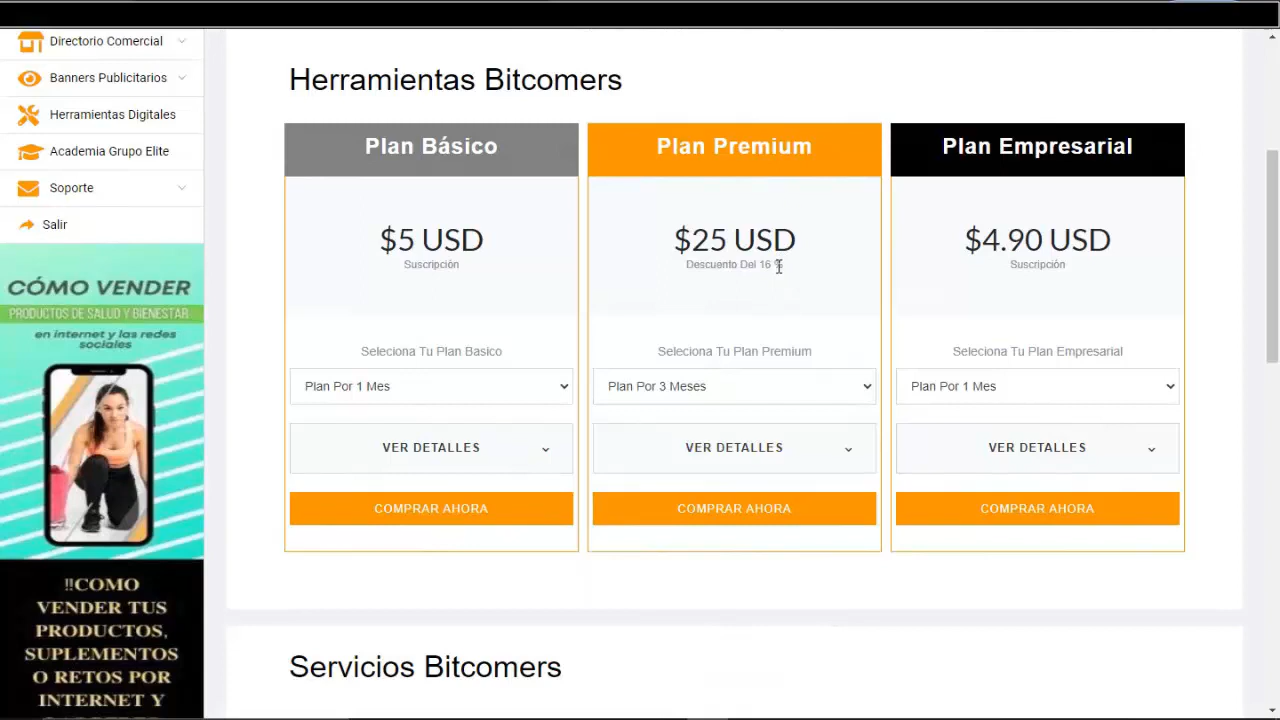 Directorio Comercial
Banners Publicitarios
Herramientas Digitales
Academia Grupo Elite
Soporte
Salir
CÓMO VENDER
PRODUCTOS DE SALUD Y BIENESTAR
en internet y las redes
sociales
!!COMO
VENDER TUS
PRODUCTOS,
SUPLEMENTOS
O RETOS POR
INTERNET Y
Herramientas Bitcomers
Plan Básico
$5 USD
Suscripción
Seleciona Tu Plan Basico
Plan Por 1 Mes
VER DETALLES
COMPRAR AHORA
Plan Premium
$25 USD
Descuento Del 16 %
Seleciona Tu Plan Premium
Plan Por 3 Meses
VER DETALLES
COMPRAR AHORA
Plan Empresarial
$4.90 USD
Suscripción
Seleciona Tu Plan Empresarial
Plan Por 1 Mes
VER DETALLES
COMPRAR AHORA
Servicios Bitcomers